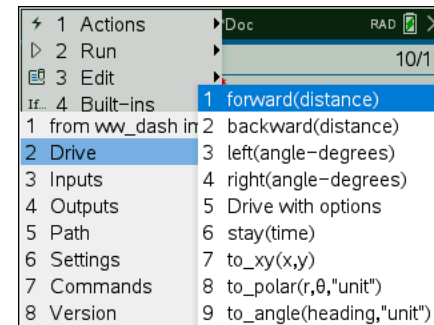 1 Actions
2 Run
3 Edit
If... 4 Built-ins
Doc
RAD
10/1
1 from ww_dash im
2 Drive
3 Inputs
4 Outputs
5 Path
6 Settings
7 Commands
8 Version
1 forward(distance)
2 backward(distance)
3 left(angle-degrees)
4 right(angle-degrees)
5 Drive with options
6 stay(time)
7 to_xy(x,y)
8 to_polar(r,θ,"unit")
9 to_angle(heading,"unit")